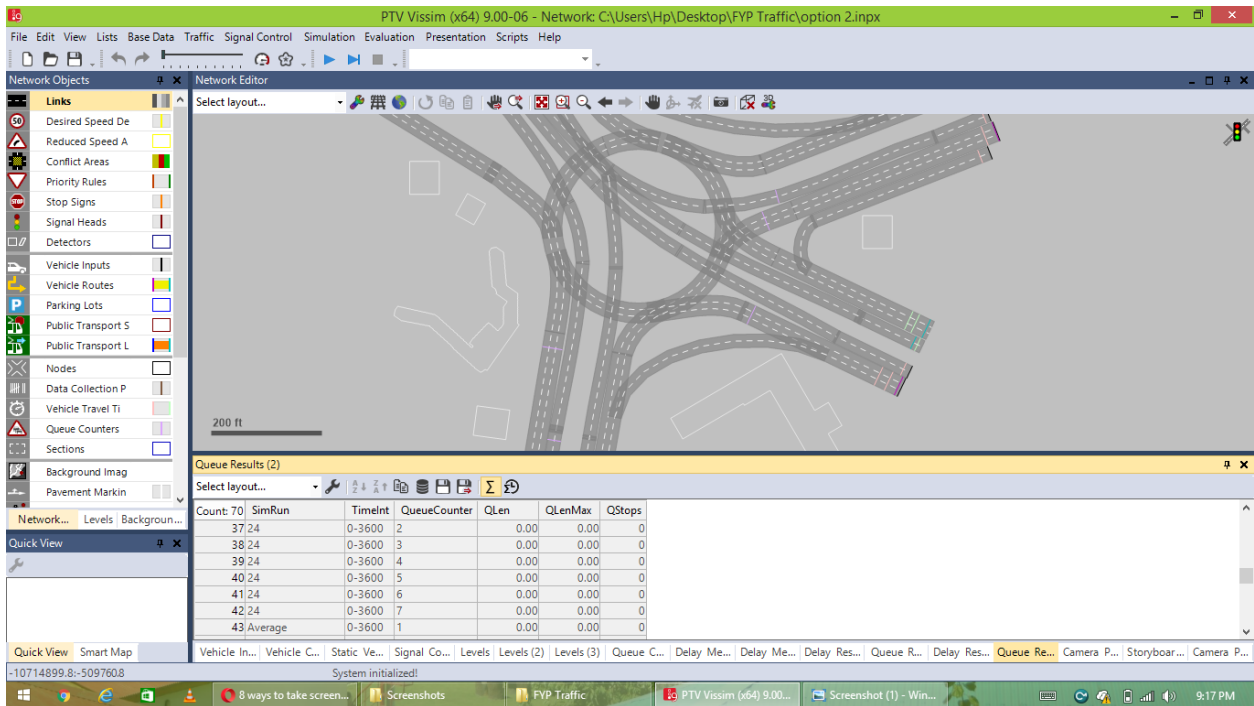 PTV Vissim (x64) 9.00-06 - Network: C:\Users\Hp\Desktop\FYP Traffic\option 2.inpx
File Edit View Lists Base Data Traffic Signal Control Simulation Evaluation Presentation Scripts Help
Network Objects
Network Editor
Select layout...
Links
Desired Speed De
Reduced Speed A
Conflict Areas
Priority Rules
Stop Signs
Signal Heads
Detectors
Vehicle Inputs
Vehicle Routes
Parking Lots
Public Transport S
Public Transport L
Nodes
Data Collection P
Vehicle Travel Ti
Queue Counters
Sections
Background Imag
Pavement Markin
Network... Levels Backgroun...
Quick View
Quick View Smart Map
200 ft
Queue Results (2)
Select layout...
Count: 70 SimRun TimeInt QueueCounter QLen QLenMax QStops
37 24 0-3600 2 0.00 0.00 0
38 24 0-3600 3 0.00 0.00 0
39 24 0-3600 4 0.00 0.00 0
40 24 0-3600 5 0.00 0.00 0
41 24 0-3600 6 0.00 0.00 0
42 24 0-3600 7 0.00 0.00 0
43 Average 0-3600 1 0.00 0.00 0
Vehicle In... Vehicle C... Static Ve... Signal Co... Levels Levels (2) Levels (3) Queue C... Delay Me... Delay Me... Delay Res... Queue R... Delay Res... Queue Re... Camera P... Storyboar... Camera P...
-10714899.8:-509760.8 System initialized!
8 ways to take screen... Screenshots FYP Traffic PTV Vissim (x64) 9.00... Screenshot (1) - Win... 9:17 PM